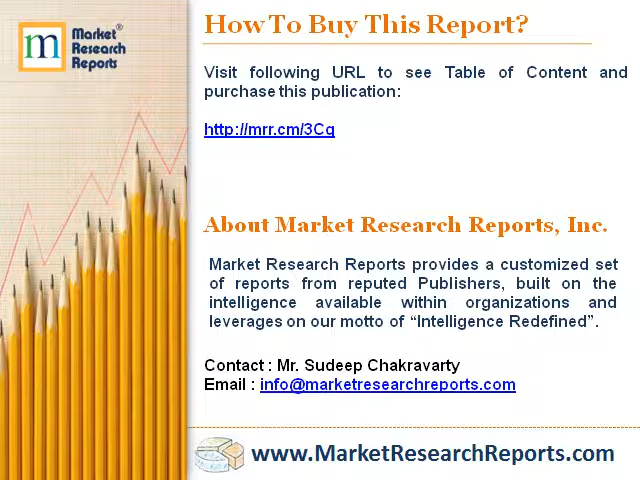 m
Market®
Research
Reports
How To Buy This Report?
Visit following URL to see Table of Content and
purchase this publication:
http://mrr.cm/3Cq
About Market Research Reports, Inc.
Market Research Reports provides a customized set
of reports from reputed Publishers, built on the
intelligence available within organizations and
leverages on our motto of “Intelligence Redefined”.
Contact : Mr. Sudeep Chakravarty
Email : info@marketresearchreports.com
www.MarketResearchReports.com